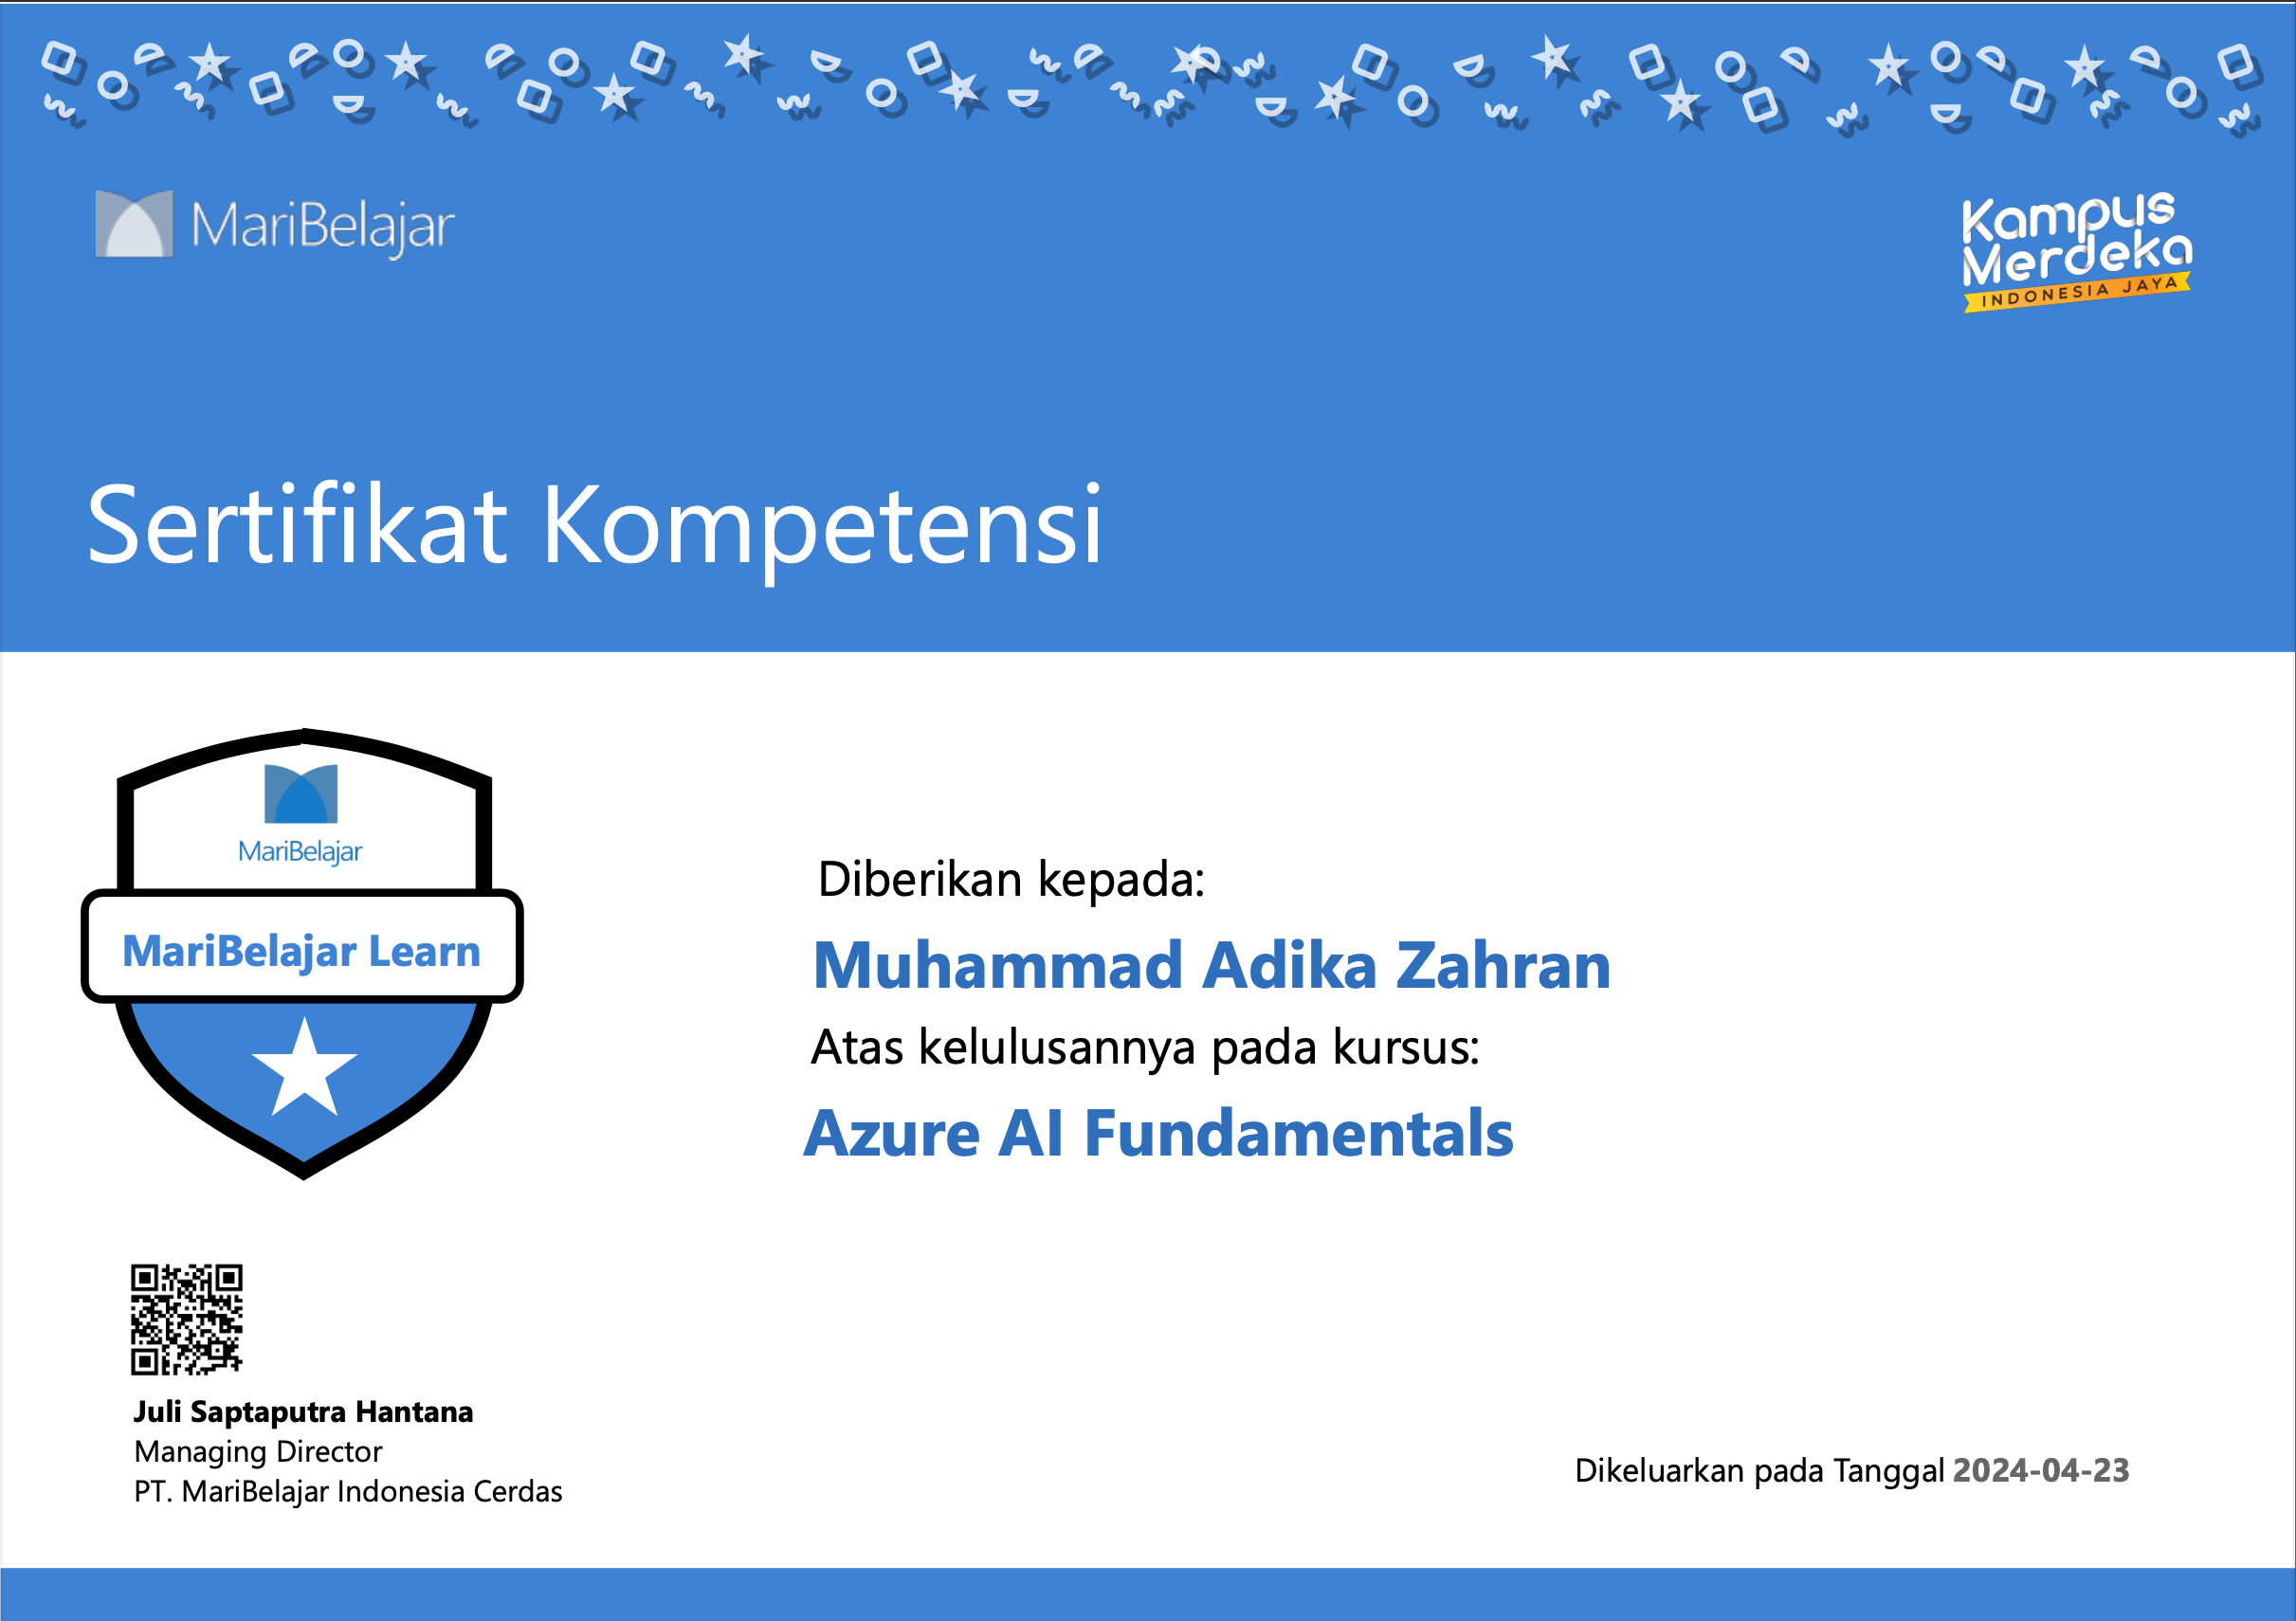 MariBelajar
Kampus
Merdeka
INDONESIA JAYA
Sertifikat Kompetensi
MariBelajar
MariBelajar Learn
Diberikan kepada:
Muhammad Adika Zahran
Atas kelulusannya pada kursus:
Azure AI Fundamentals
Juli Saptaputra Hantana
Managing Director
PT. MariBelajar Indonesia Cerdas
Dikeluarkan pada Tanggal 2024-04-23